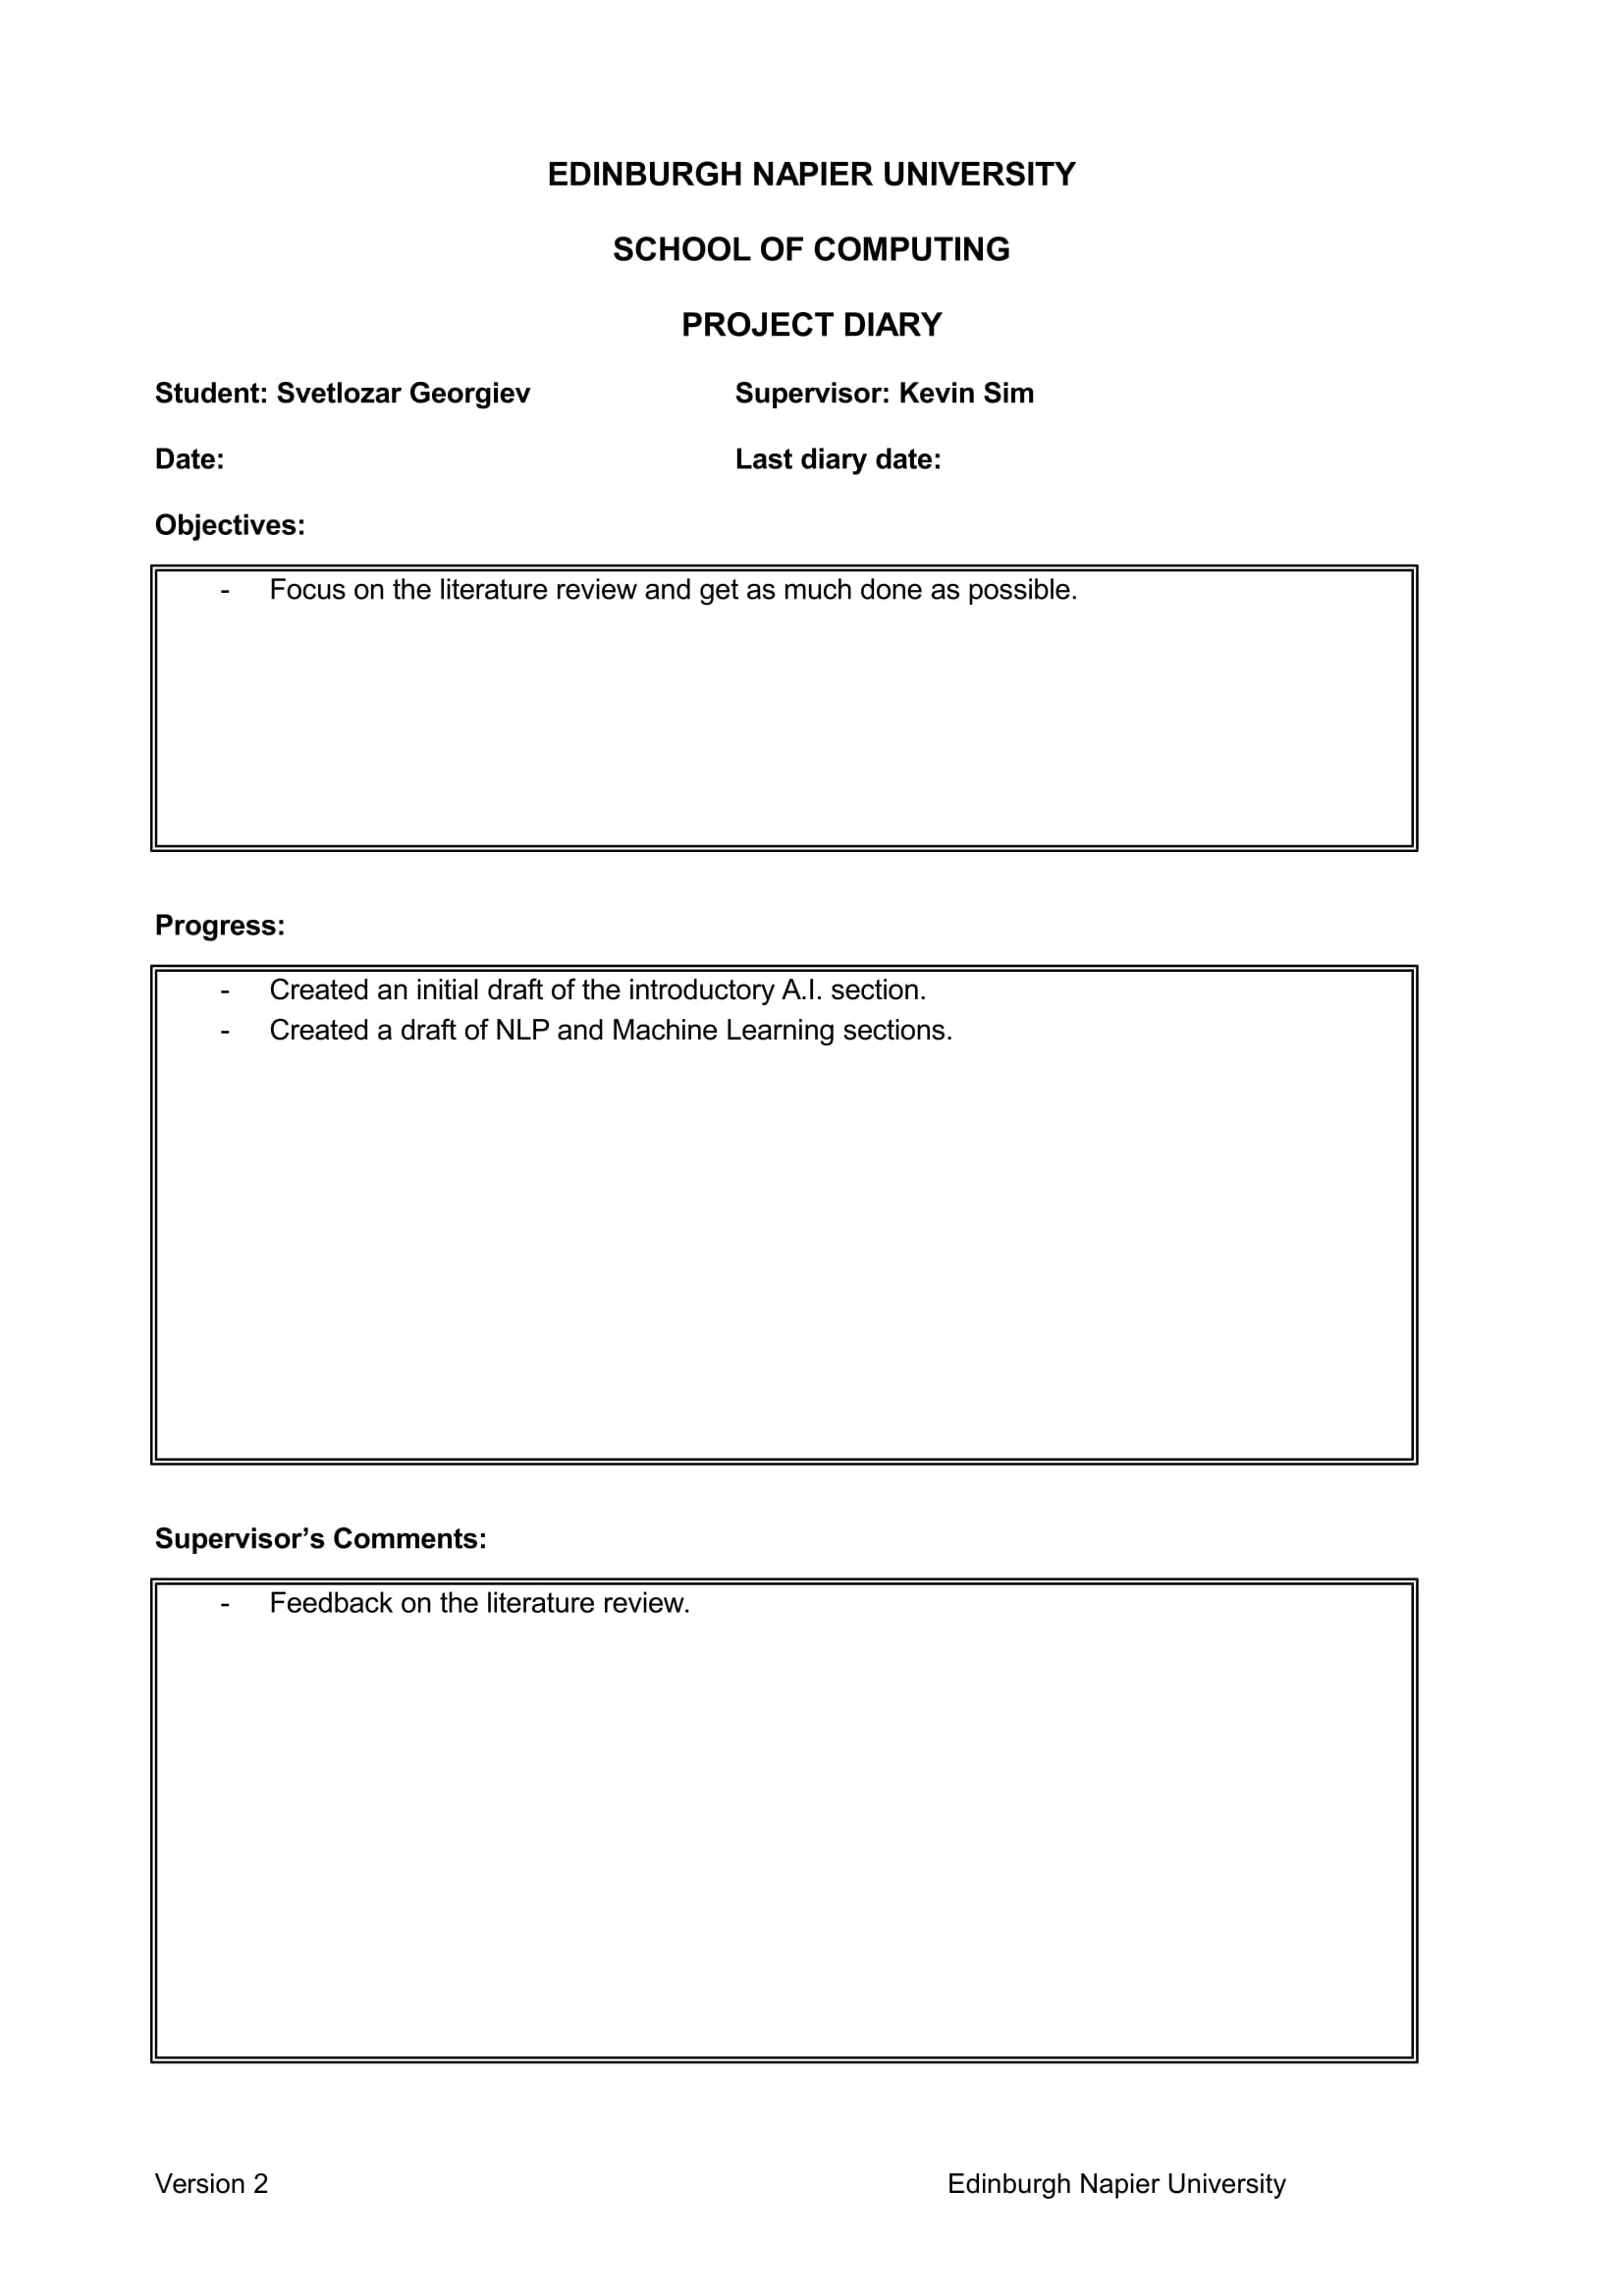 EDINBURGH NAPIER UNIVERSITY
SCHOOL OF COMPUTING
PROJECT DIARY
Student: Svetlozar Georgiev Supervisor: Kevin Sim
Date: Last diary date:
Objectives:
- Focus on the literature review and get as much done as possible.
Progress:
- Created an initial draft of the introductory A.I. section.
- Created a draft of NLP and Machine Learning sections.
Supervisor’s Comments:
- Feedback on the literature review.
Version 2 Edinburgh Napier University